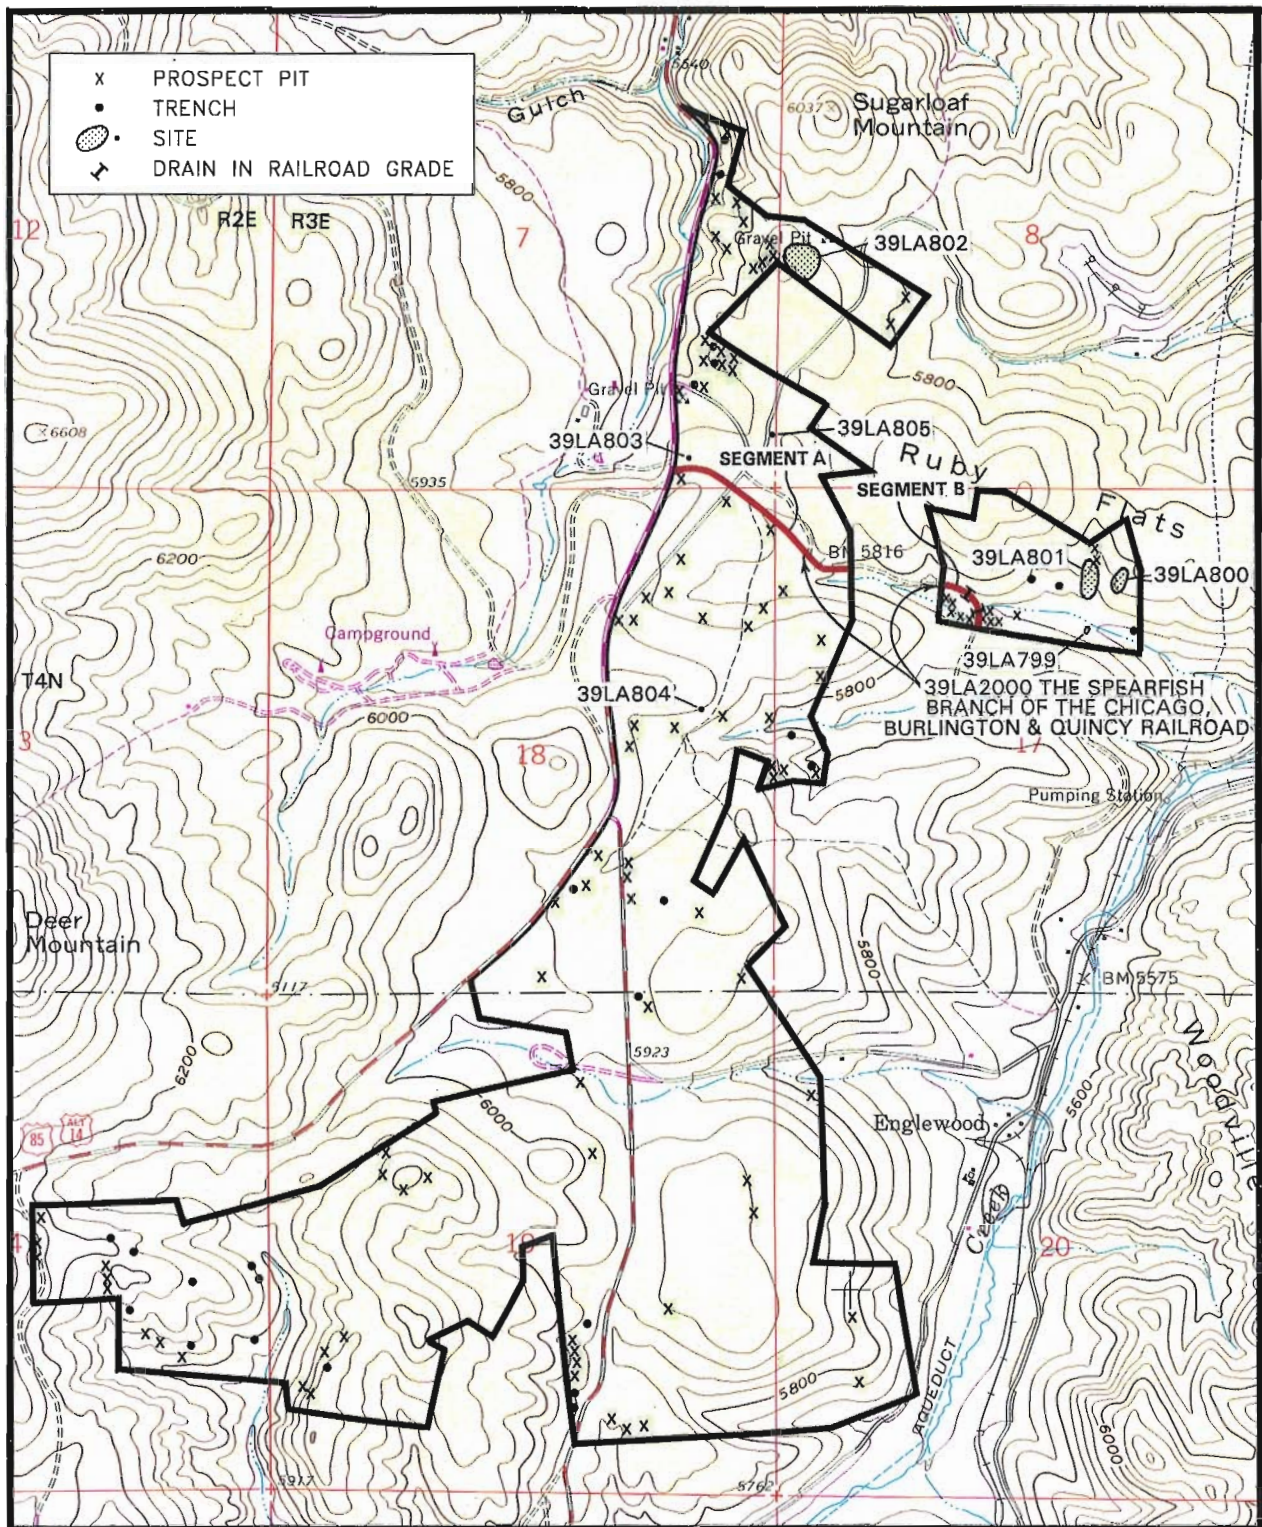 X PROSPECT PIT
TRENCH
SITE
DRAIN IN RAILROAD GRADE
5540
Gulch
6037
Sugarloaf
Mountain
5800
R2E
R3E
12
7
8
Gravel Pit
39LA802
5800
Gravel Pit
6608
39LA803
39LA805
SEGMENT A
Ruby
Flats
SEGMENT B
5935
6200
BM 5816
39LA801
39LA800
Campground
39LA799
T4N
39LA804
5800
39LA2000 THE SPEARFISH
BRANCH OF THE CHICAGO,
BURLINGTON & QUINCY RAILROAD
6000
18
17
Pumping Station
Deer
Mountain
5800
BM 5575
6117
Woodville
6200
5923
5600
6000
Englewood
85
ALT
14
Creek
19
20
AQUEDUCT
5800
6000
5917
5762